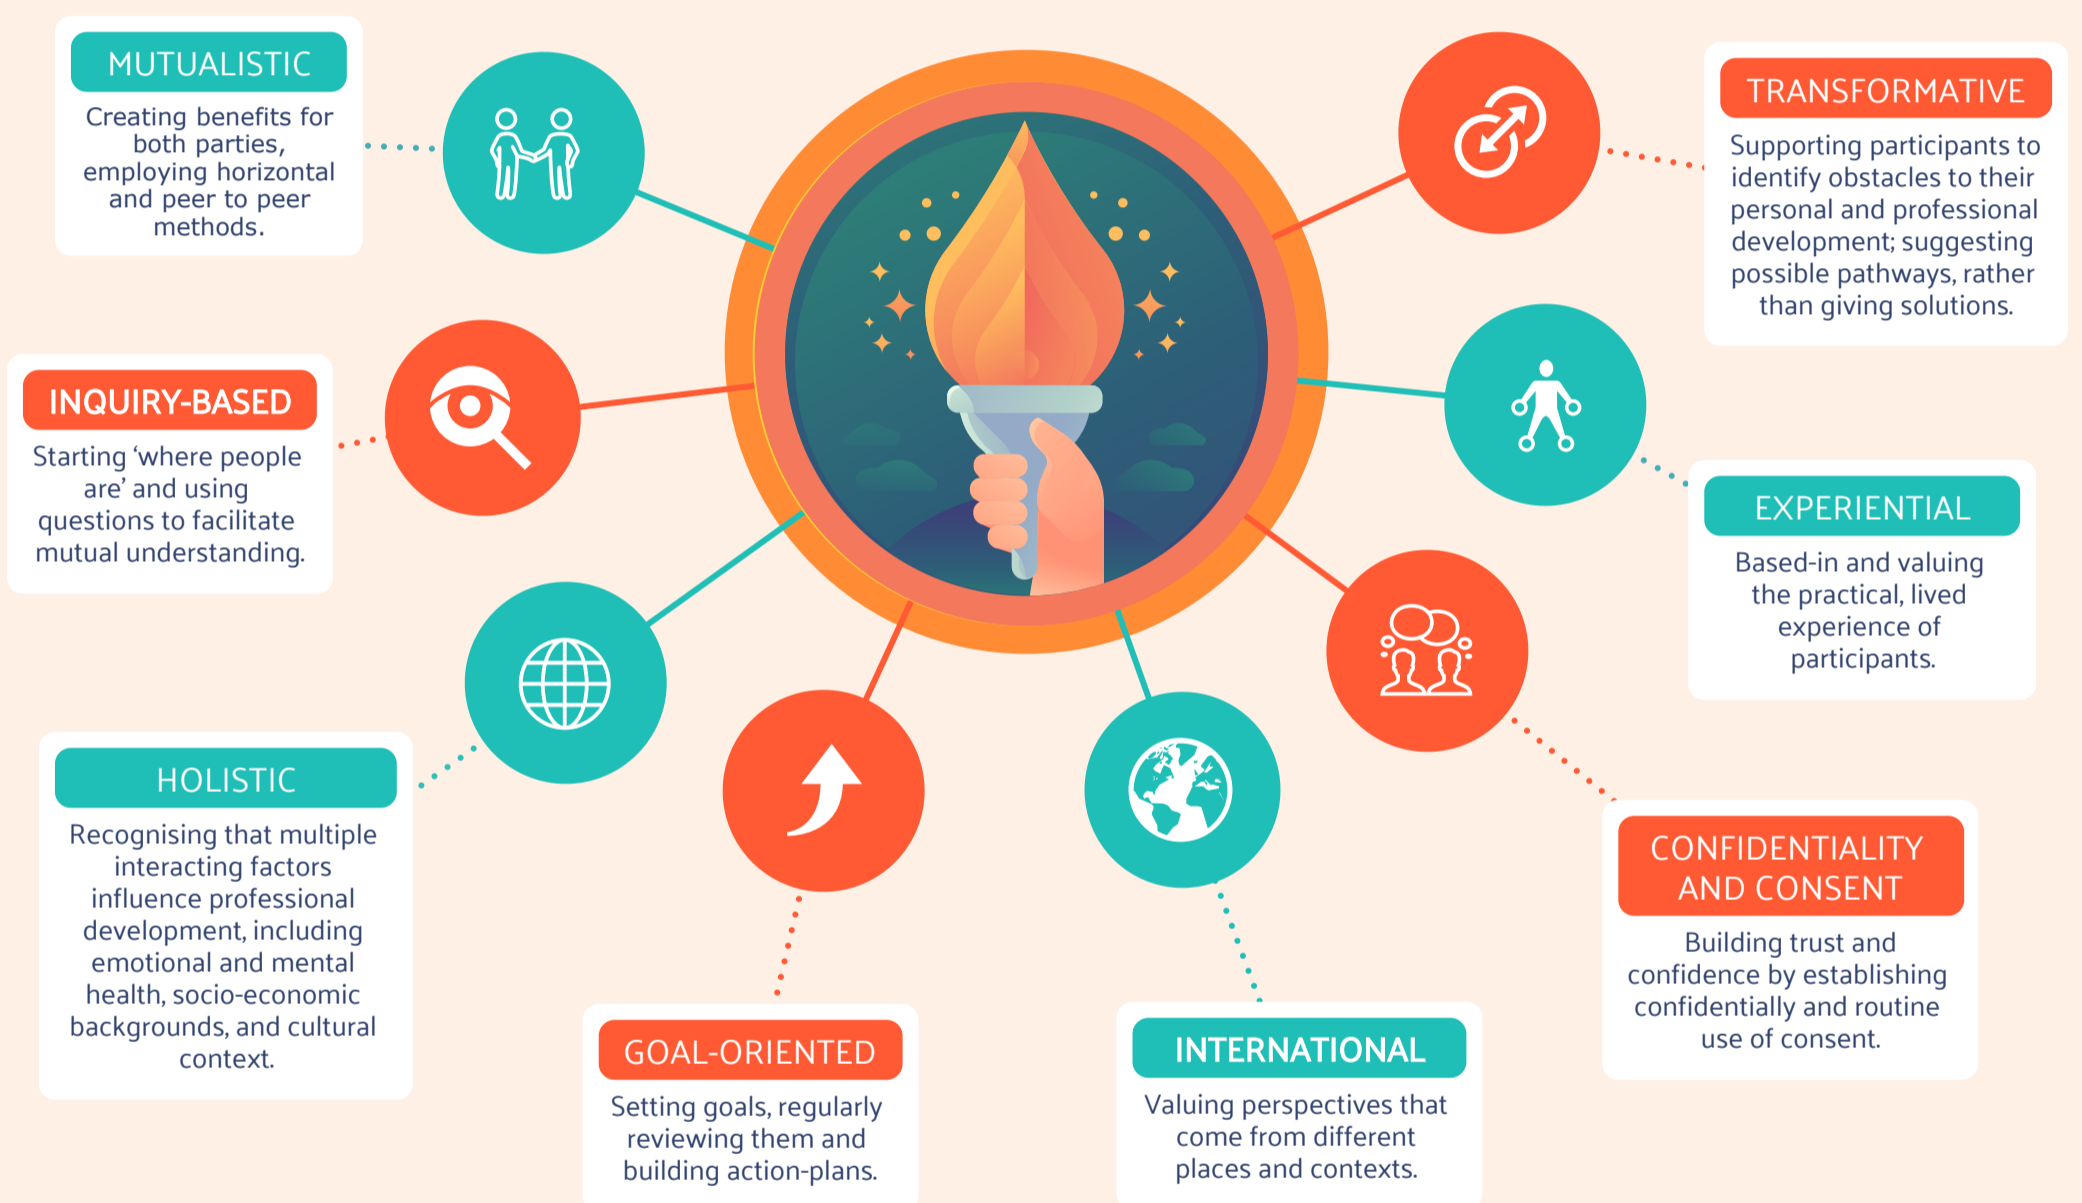 MUTUALISTIC
Creating benefits for
both parties,
employing horizontal
and peer to peer
methods.
INQUIRY-BASED
Starting ‘where people
are’ and using
questions to facilitate
mutual understanding.
HOLISTIC
Recognising that multiple
interacting factors
influence professional
development, including
emotional and mental
health, socio-economic
backgrounds, and cultural
context.
GOAL-ORIENTED
Setting goals, regularly
reviewing them and
building action-plans.
INTERNATIONAL
Valuing perspectives that
come from different
places and contexts.
CONFIDENTIALITY
AND CONSENT
Building trust and
confidence by establishing
confidentially and routine
use of consent.
EXPERIENTIAL
Based-in and valuing
the practical, lived
experience of
participants.
TRANSFORMATIVE
Supporting participants to
identify obstacles to their
personal and professional
development; suggesting
possible pathways, rather
than giving solutions.